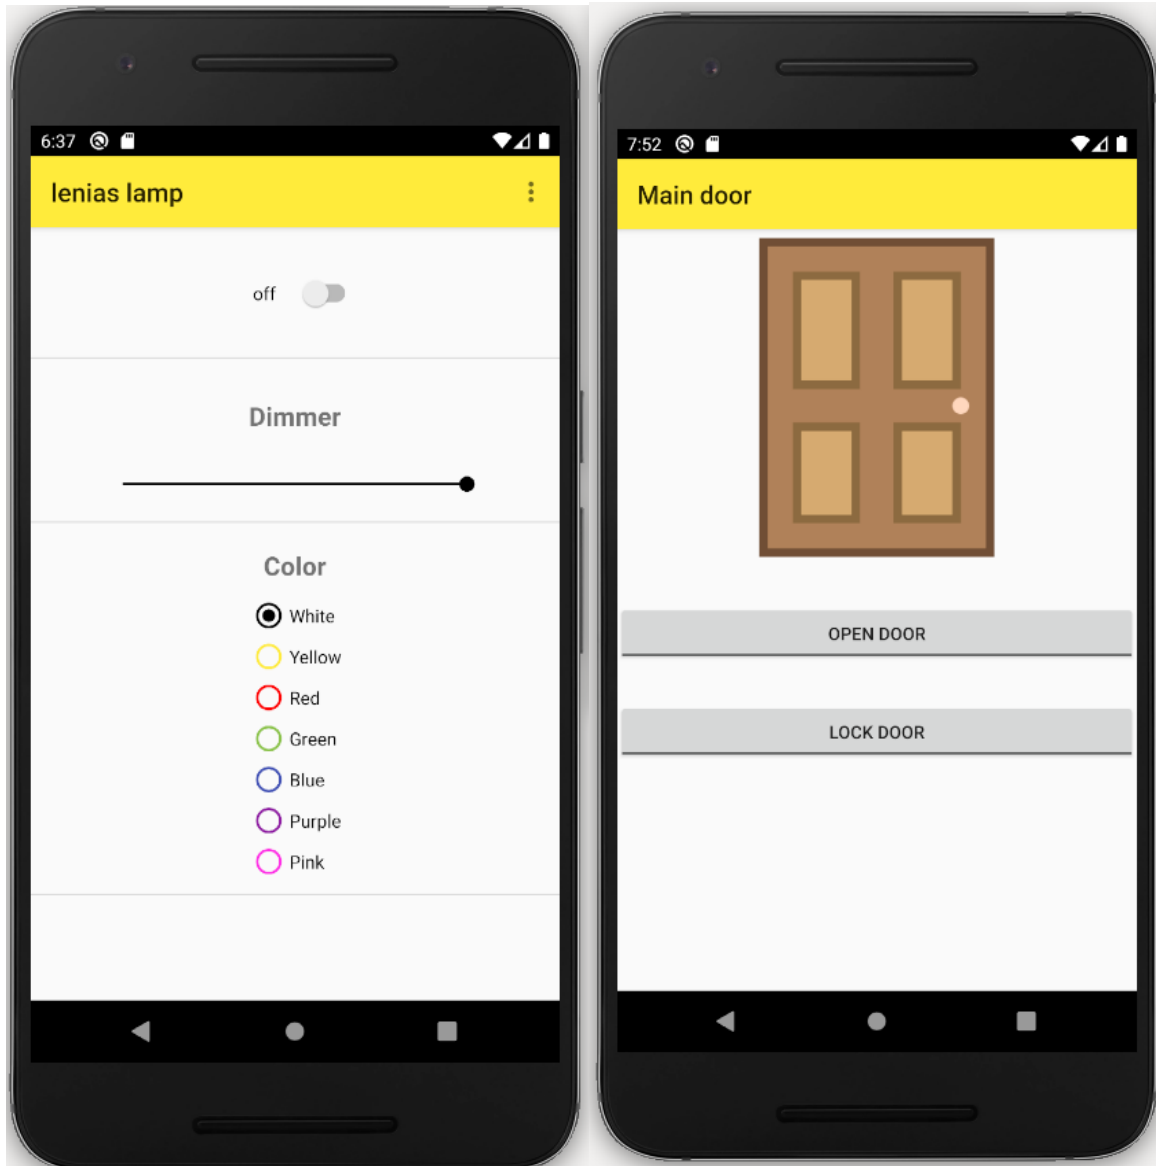 6:37
lenias lamp
off
Dimmer
Color
White
Yellow
Red
Green
Blue
Purple
Pink
7:52
Main door
OPEN DOOR
LOCK DOOR